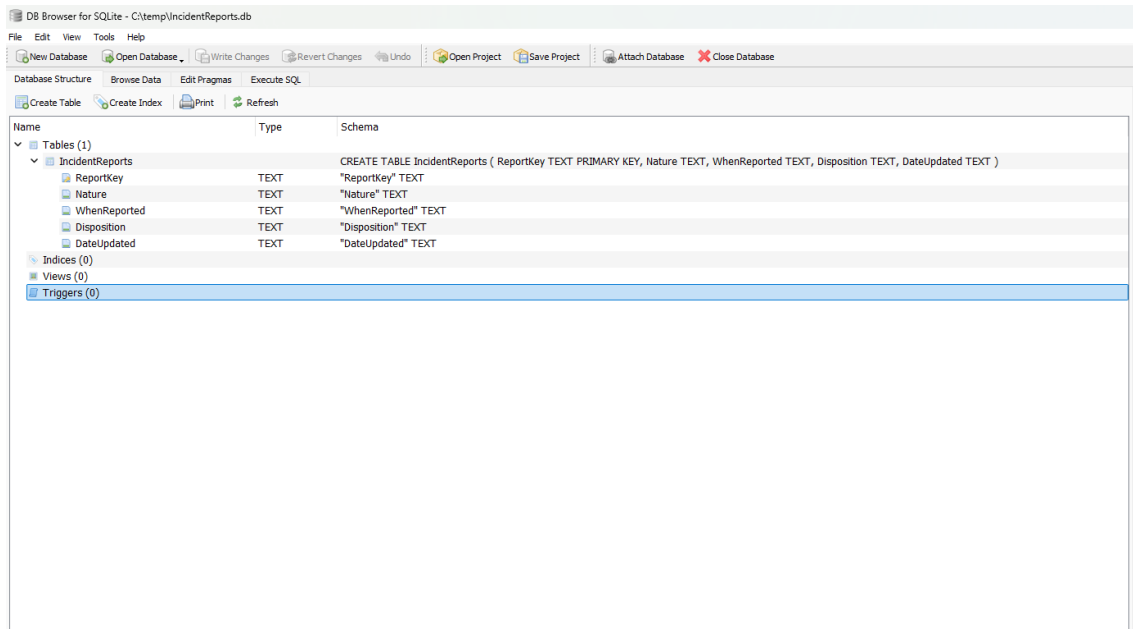 DB Browser for SQLite - C:\temp\IncidentReports.db
File Edit View Tools Help
New Database Open Database Write Changes Revert Changes Undo Open Project Save Project Attach Database Close Database
Database Structure Browse Data Edit Pragmas Execute SQL
Create Table Create Index Print Refresh
Name Type Schema
Tables (1)
IncidentReports CREATE TABLE IncidentReports ( ReportKey TEXT PRIMARY KEY, Nature TEXT, WhenReported TEXT, Disposition TEXT, DateUpdated TEXT )
ReportKey TEXT "ReportKey" TEXT
Nature TEXT "Nature" TEXT
WhenReported TEXT "WhenReported" TEXT
Disposition TEXT "Disposition" TEXT
DateUpdated TEXT "DateUpdated" TEXT
Indices (0)
Views (0)
Triggers (0)